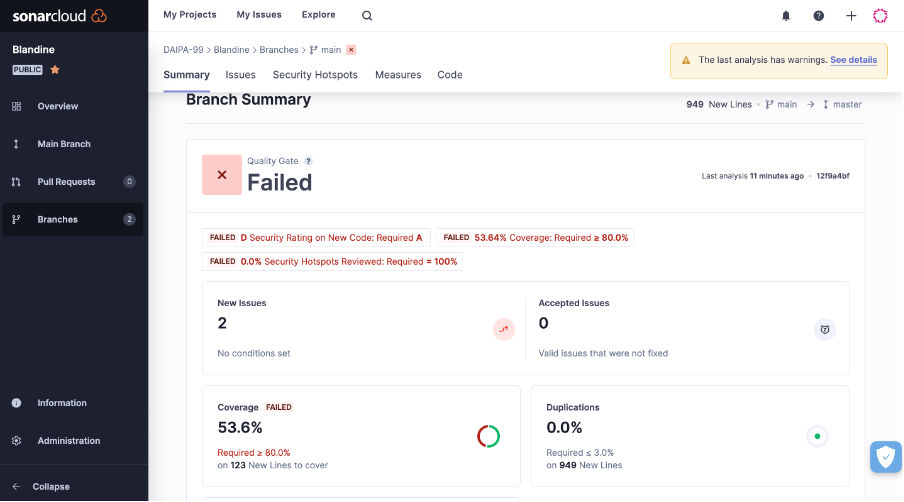 sonarcloud
My Projects
My Issues
Explore
Blandine
PUBLIC
Overview
Main Branch
Pull Requests 0
Branches 2
Information
Administration
Collapse
DAIPA-99 > Blandine > Branches > main
The last analysis has warnings. See details
Summary
Issues
Security Hotspots
Measures
Code
Branch Summary
949 New Lines • main → master
Quality Gate ?
Failed
Last analysis 11 minutes ago • 12f9a4bf
FAILED D Security Rating on New Code: Required A
FAILED 53.64% Coverage: Required ≥ 80.0%
FAILED 0.0% Security Hotspots Reviewed: Required = 100%
New Issues
2
No conditions set
Accepted Issues
0
Valid issues that were not fixed
Coverage FAILED
53.6%
Required ≥ 80.0%
on 123 New Lines to cover
Duplications
0.0%
Required ≤ 3.0%
on 949 New Lines